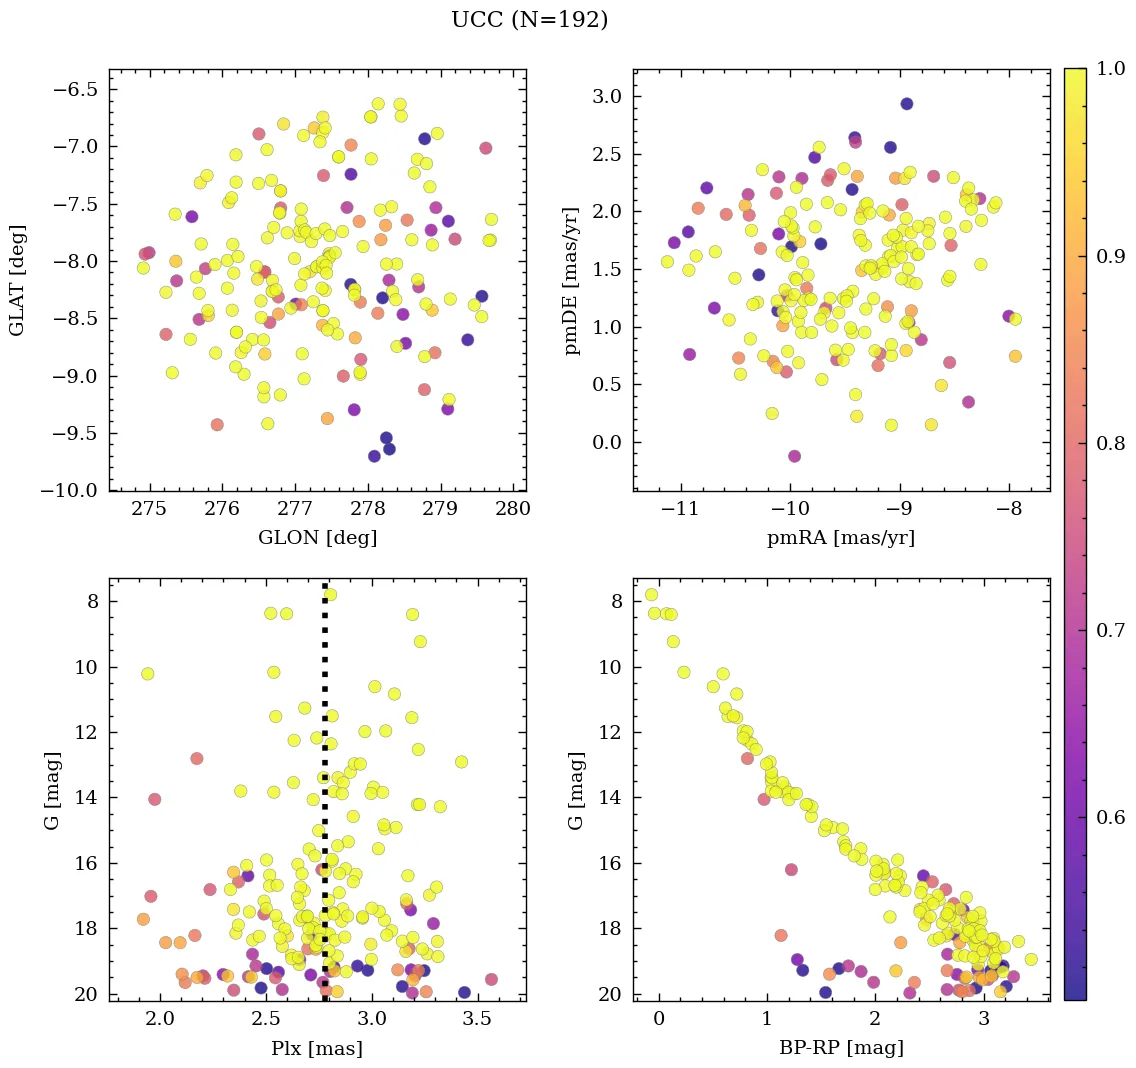 UCC (N=192)
−6.5
−7.0
−7.5
−8.0
−8.5
−9.0
−9.5
−10.0
GLAT [deg]
275 276 277 278 279 280
GLON [deg]
3.0
2.5
2.0
1.5
1.0
0.5
0.0
pmDE [mas/yr]
−11 −10 −9 −8
pmRA [mas/yr]
8
10
12
14
16
18
20
G [mag]
2.0 2.5 3.0 3.5
Plx [mas]
8
10
12
14
16
18
20
G [mag]
0 1 2 3
BP-RP [mag]
1.0
0.9
0.8
0.7
0.6